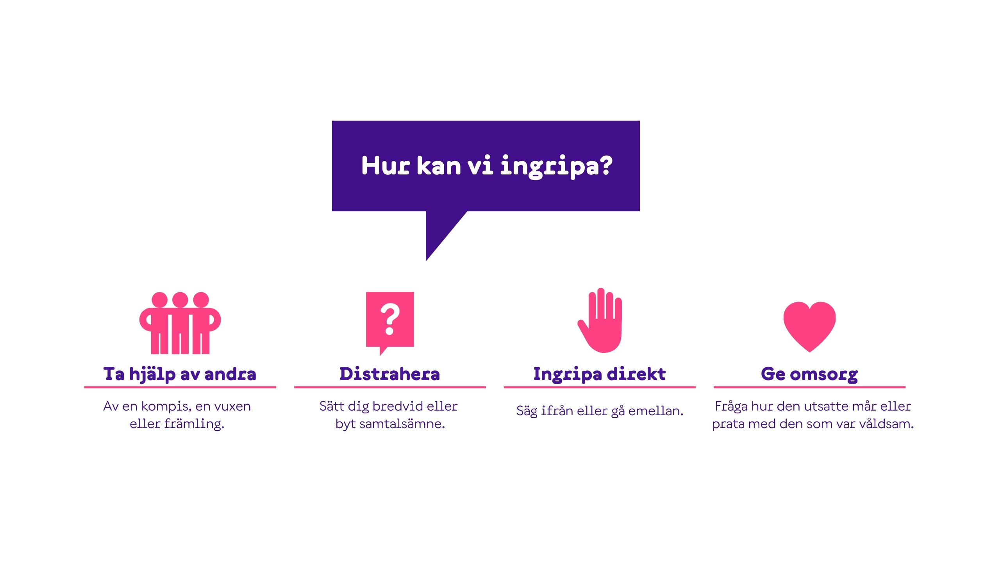 Hur kan vi ingripa?
?
Ta hjälp av andra
Av en kompis, en vuxen
eller främling.
Distrahera
Sätt dig bredvid eller
byt samtalsämne.
Ingripa direkt
Säg ifrån eller gå emellan.
Ge omsorg
Fråga hur den utsatte mår eller
prata med den som var våldsam.